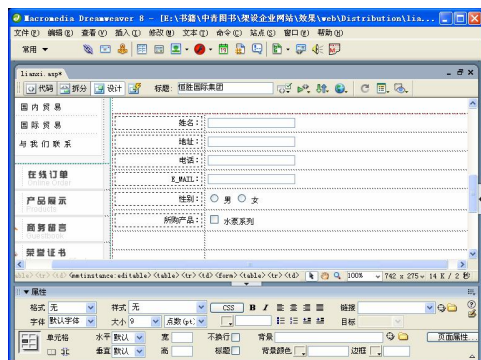 Macromedia Dreamweaver 8 - [E:\书籍\中青图书\架设企业网站\效果\web\Distribution\lia...
文件(F) 编辑(E) 查看(V) 插入(I) 修改(M) 文本(T) 命令(C) 站点(S) 窗口(W) 帮助(H)
常用
lianxi.asp*
代码 拆分 设计 标题: 恒胜国际集团
国内贸易
国际贸易
与我们联系
姓名:
地址:
电话:
E_MAIL:
性别: 男 女
所购产品: 水寨系列
在线订单
Online Order
产品展示
商务留言
Guestbook
荣誉证书
<tr> <td> <mmtinstance:editable> <table> <tr> <td> <form> <table> <tr> <td> 100% 742 x 275 14 K / 2 秒
属性
格式 无 样式 无 CSS B I 链接
字体 默认字体 大小 9 点数(pt) 目标
单元格 水平 默认 宽 不换行 背景 页面属性...
垂直 默认 高 标题 背景颜色 边框